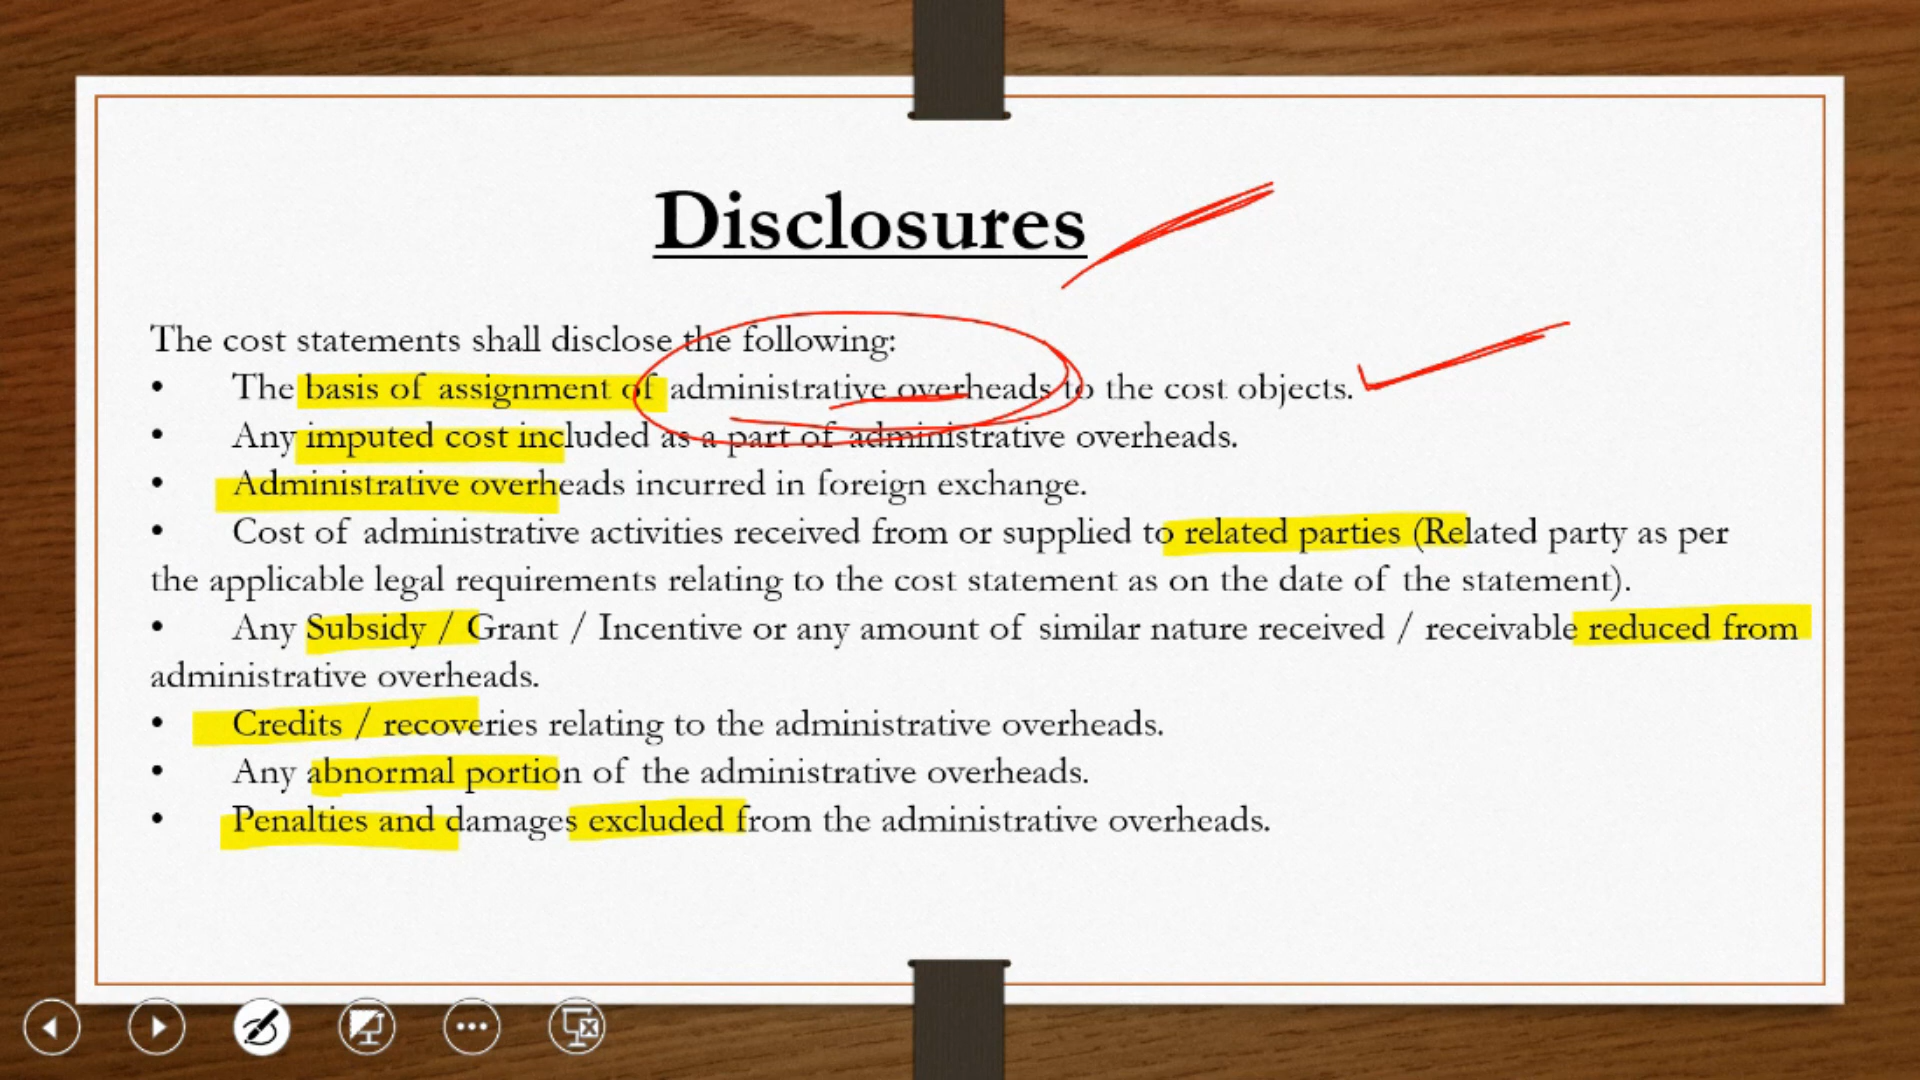 Disclosures
The cost statements shall disclose the following:
• The basis of assignment of administrative overheads to the cost objects.
• Any imputed cost included as a part of administrative overheads.
• Administrative overheads incurred in foreign exchange.
• Cost of administrative activities received from or supplied to related parties (Related party as per
the applicable legal requirements relating to the cost statement as on the date of the statement).
• Any Subsidy / Grant / Incentive or any amount of similar nature received / receivable reduced from
administrative overheads.
• Credits / recoveries relating to the administrative overheads.
• Any abnormal portion of the administrative overheads.
• Penalties and damages excluded from the administrative overheads.